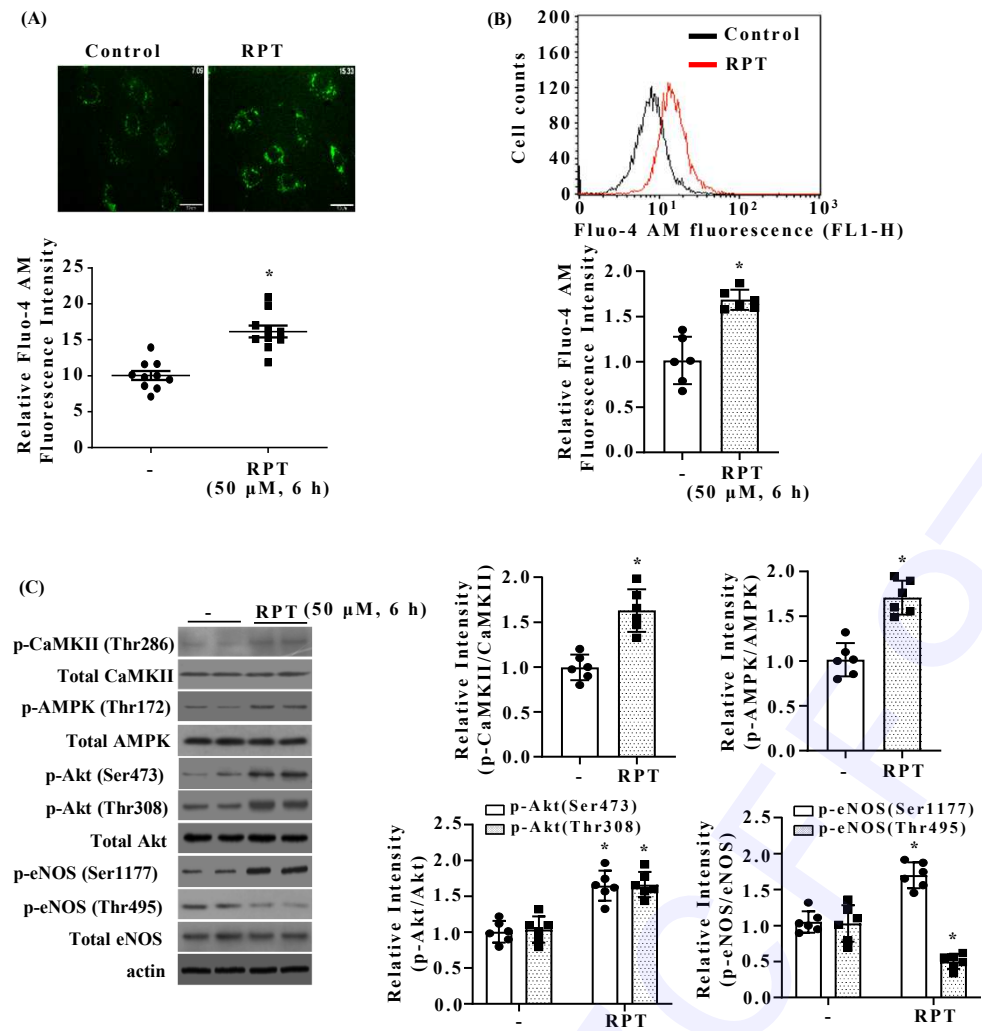 (A)
Control RPT
7.09
15.33
Relative Fluo-4 AM
Fluorescence Intensity
25
20
15
10
5
0
-
RPT
(50 μM, 6 h)
*
(B)
Cell counts
200
160
120
80
40
0
Control
RPT
0 10¹ 10² 10³
Fluo-4 AM fluorescence (FL1-H)
Relative Fluo-4 AM
Fluorescence Intensity
2.0
1.5
1.0
0.5
0.0
*
-
RPT
(50 μM, 6 h)
(C)
- RPT (50 μM, 6 h)
p-CaMKII (Thr286)
Total CaMKII
p-AMPK (Thr172)
Total AMPK
p-Akt (Ser473)
p-Akt (Thr308)
Total Akt
p-eNOS (Ser1177)
p-eNOS (Thr495)
Total eNOS
actin
Relative Intensity
(p-CaMKII/CaMKII)
2.0
1.5
1.0
0.5
0.0
*
- RPT
Relative Intensity
(p-AMPK/AMPK)
2.0
1.5
1.0
0.5
0.0
*
- RPT
p-Akt(Ser473)
p-Akt(Thr308)
Relative Intensity
(p-Akt/Akt)
2.5
2.0
1.5
1.0
0.5
0.0
* *
- RPT
p-eNOS(Ser1177)
p-eNOS(Thr495)
Relative Intensity
(p-eNOS/eNOS)
2.5
2.0
1.5
1.0
0.5
0.0
* *
- RPT